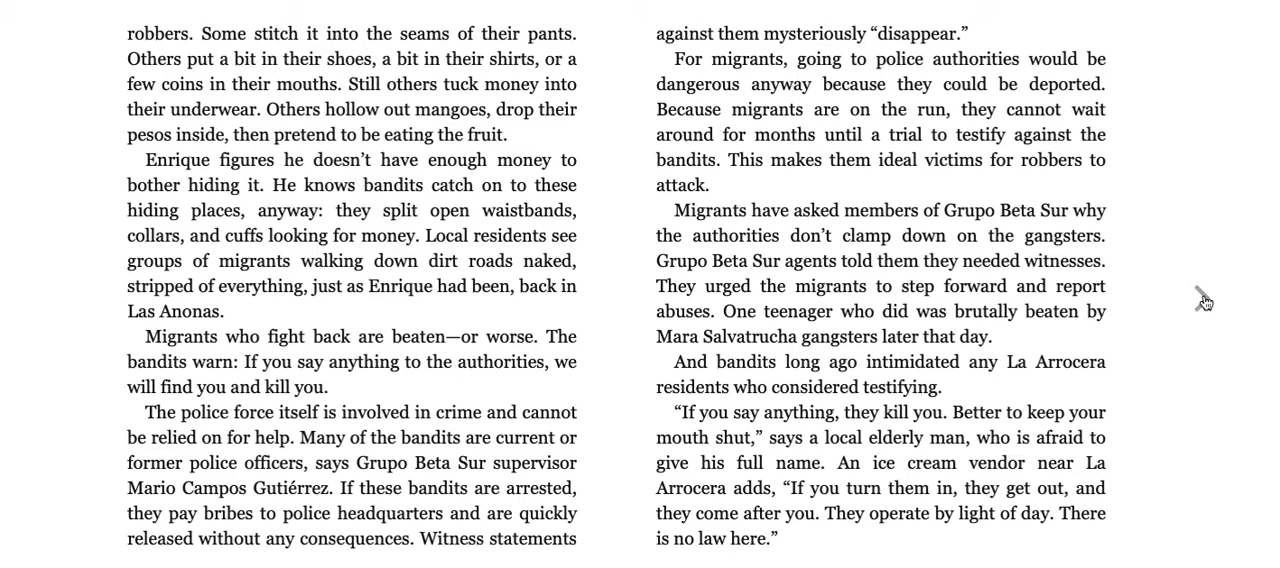 robbers. Some stitch it into the seams of their pants.
Others put a bit in their shoes, a bit in their shirts, or a
few coins in their mouths. Still others tuck money into
their underwear. Others hollow out mangoes, drop their
pesos inside, then pretend to be eating the fruit.
Enrique figures he doesn’t have enough money to
bother hiding it. He knows bandits catch on to these
hiding places, anyway: they split open waistbands,
collars, and cuffs looking for money. Local residents see
groups of migrants walking down dirt roads naked,
stripped of everything, just as Enrique had been, back in
Las Anonas.
Migrants who fight back are beaten—or worse. The
bandits warn: If you say anything to the authorities, we
will find you and kill you.
The police force itself is involved in crime and cannot
be relied on for help. Many of the bandits are current or
former police officers, says Grupo Beta Sur supervisor
Mario Campos Gutiérrez. If these bandits are arrested,
they pay bribes to police headquarters and are quickly
released without any consequences. Witness statements
against them mysteriously “disappear.”
For migrants, going to police authorities would be
dangerous anyway because they could be deported.
Because migrants are on the run, they cannot wait
around for months until a trial to testify against the
bandits. This makes them ideal victims for robbers to
attack.
Migrants have asked members of Grupo Beta Sur why
the authorities don’t clamp down on the gangsters.
Grupo Beta Sur agents told them they needed witnesses.
They urged the migrants to step forward and report
abuses. One teenager who did was brutally beaten by
Mara Salvatrucha gangsters later that day.
And bandits long ago intimidated any La Arrocera
residents who considered testifying.
“If you say anything, they kill you. Better to keep your
mouth shut,” says a local elderly man, who is afraid to
give his full name. An ice cream vendor near La
Arrocera adds, “If you turn them in, they get out, and
they come after you. They operate by light of day. There
is no law here.”